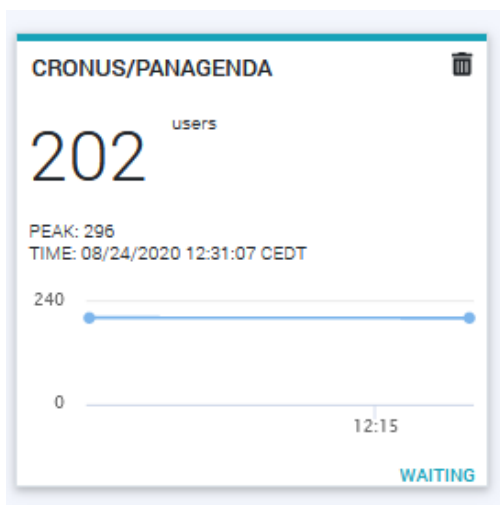 CRONUS/PANAGENDA
202 users
PEAK: 296
TIME: 08/24/2020 12:31:07 CEDT
240
0
12:15
WAITING